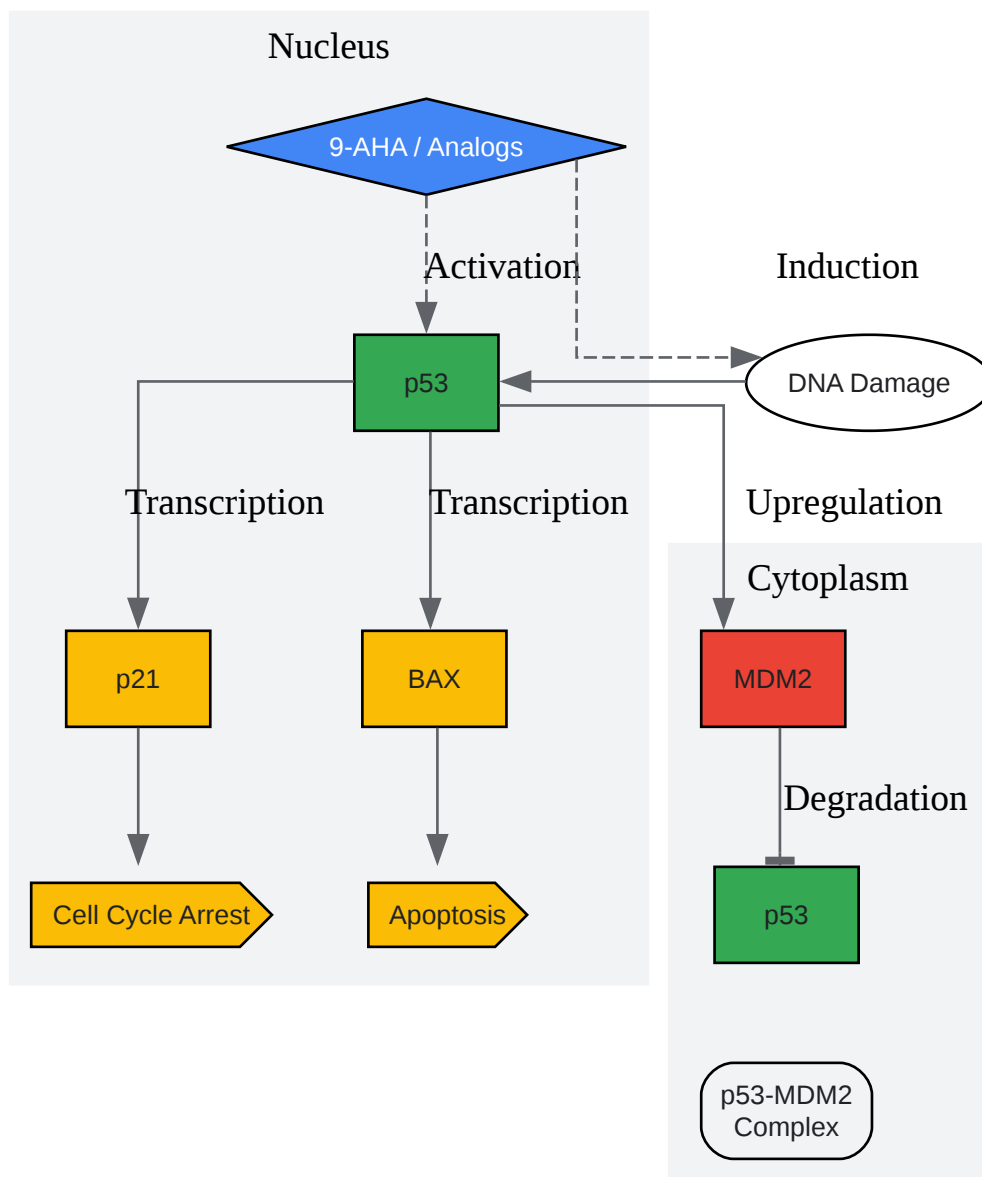 Nucleus
9-AHA / Analogs
Activation
Induction
p53
DNA Damage
Transcription
Transcription
Upregulation
Cytoplasm
p21
BAX
MDM2
Degradation
Cell Cycle Arrest
Apoptosis
p53
p53-MDM2
Complex